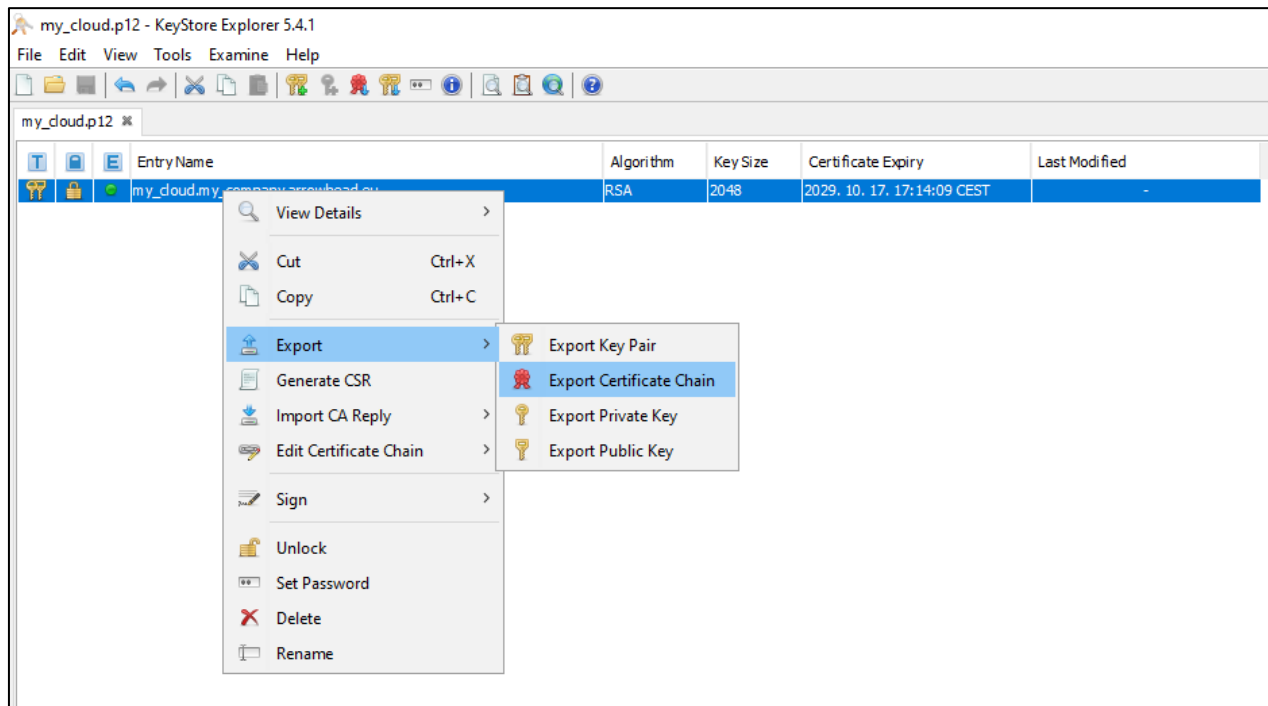 my_cloud.p12 - KeyStore Explorer 5.4.1
File Edit View Tools Examine Help
my_cloud.p12
T E Entry Name Algorithm Key Size Certificate Expiry Last Modified
my_cloud.my_company.arrowhead.eu RSA 2048 2029. 10. 17. 17:14:09 CEST -
View Details
Cut Ctrl+X
Copy Ctrl+C
Export
Export Key Pair
Generate CSR
Export Certificate Chain
Import CA Reply
Export Private Key
Edit Certificate Chain
Export Public Key
Sign
Unlock
Set Password
Delete
Rename